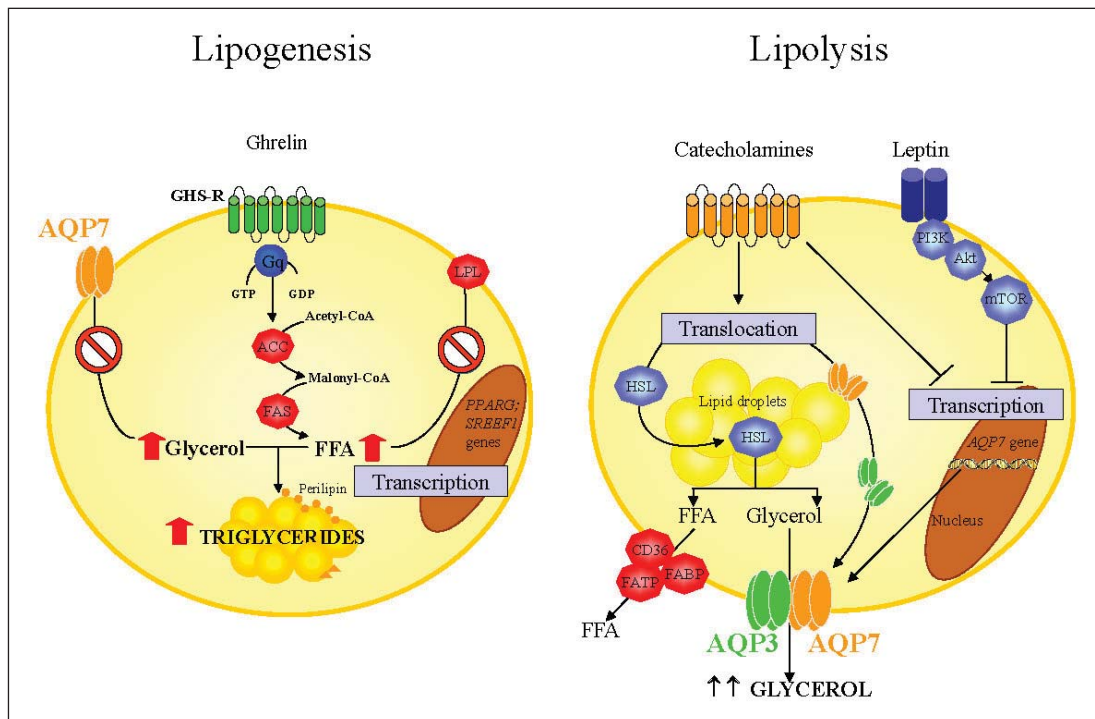 Lipogenesis
Ghrelin
GHS-R
AQP7
Gq
GTP
GDP
LPL
Acetyl-CoA
ACC
Malonyl-CoA
FAS
Glycerol
FFA
PPARG;
SREBF1
genes
Transcription
Perilipin
TRIGLYCERIDES
Lipolysis
Catecholamines
Leptin
PI3K
Akt
mTOR
Translocation
HSL
Lipid droplets
HSL
Transcription
AQP7 gene
Nucleus
FFA
Glycerol
CD36
FATP
FABP
FFA
AQP3
AQP7
↑↑ GLYCEROL